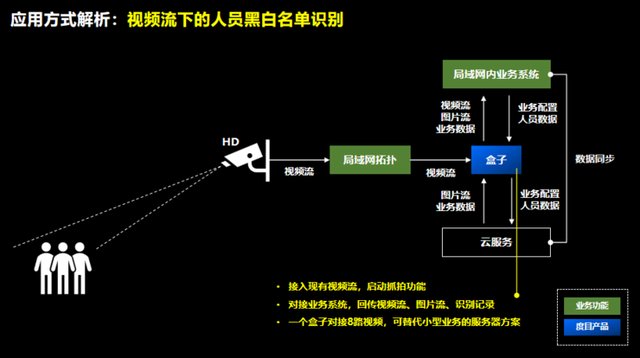 应用方式解析：视频流下的人员黑白名单识别
局域网内业务系统
视频流
图片流
业务数据
业务配置
人员数据
HD
视频流
局域网拓扑
视频流
盒子
数据同步
图片流
业务数据
业务配置
人员数据
云服务
• 接入现有视频流，启动抓拍功能
• 对接业务系统，回传视频流、图片流、识别记录
• 一个盒子对接8路视频，可替代小型业务的服务器方案
业务功能
度目产品